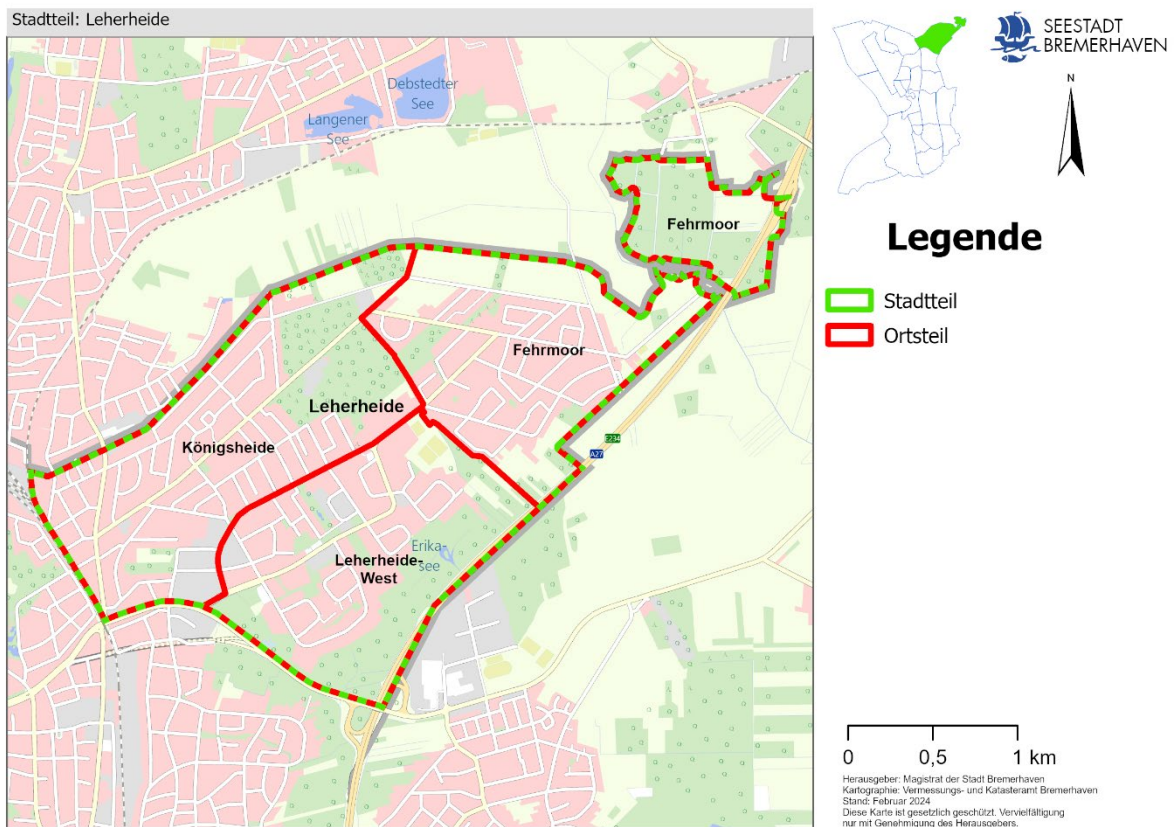 Stadtteil: Leherheide
SEESTADT
BREMERHAVEN
N
Debstedter
See
Langener
See
Fehrmoor
Fehrmoor
Leherheide
Königsheide
E234
A27
Erika-
see
Leherheide-
West
Legende
Stadtteil
Ortsteil
0 0,5 1 km
Herausgeber: Magistrat der Stadt Bremerhaven
Kartographie: Vermessungs- und Katasteramt Bremerhaven
Stand: Februar 2024
Diese Karte ist gesetzlich geschützt. Vervielfältigung
nur mit Genehmigung des Herausgebers.